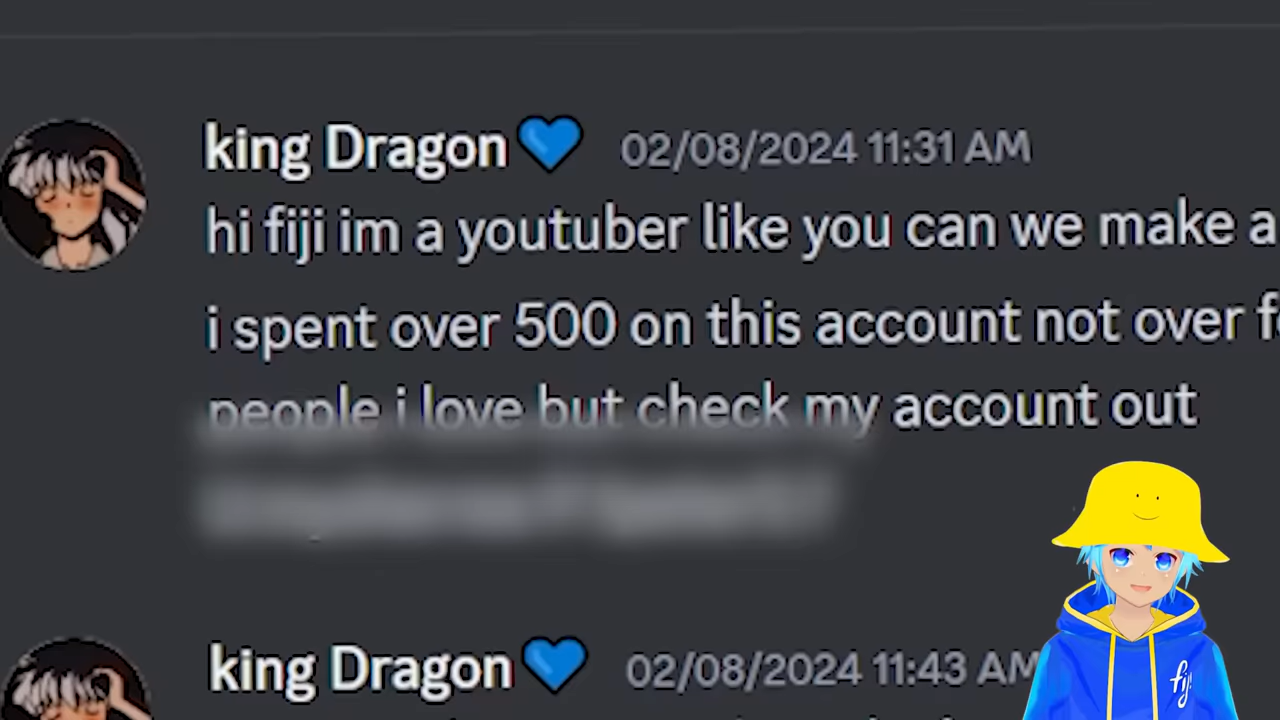 king Dragon💙 02/08/2024 11:31 AM
hi fiji im a youtuber like you can we make a
i spent over 500 on this account not over
people i love but check my account out
king Dragon💙 02/08/2024 11:43 AM
fiji